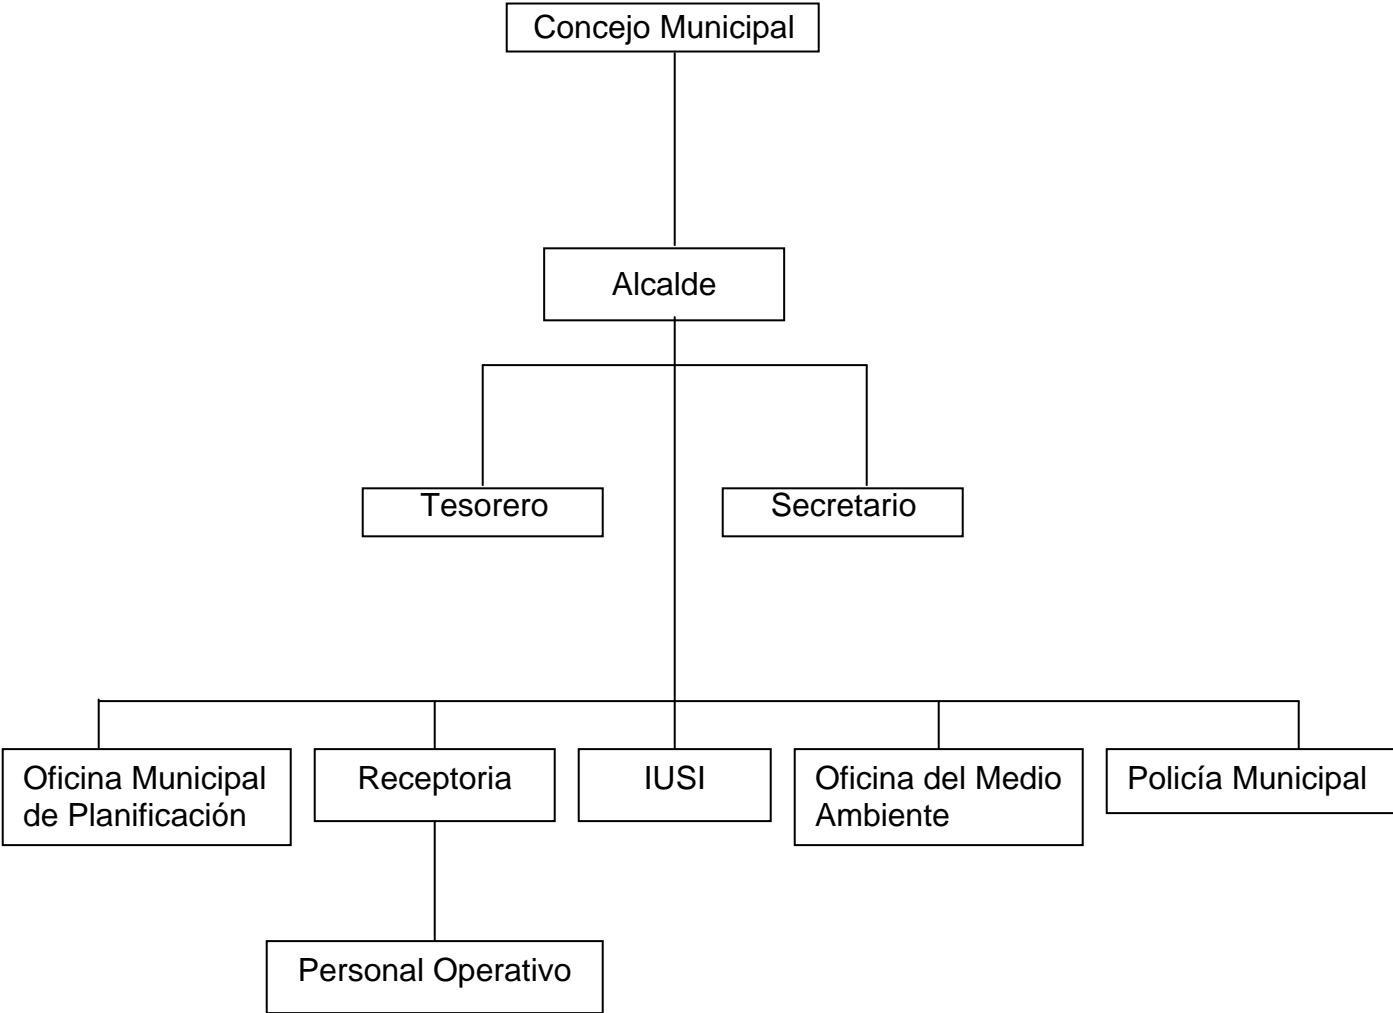 Concejo Municipal
Alcalde
Tesorero
Secretario
Oficina Municipal
de Planificación
Receptoria
IUSI
Oficina del Medio
Ambiente
Policía Municipal
Personal Operativo